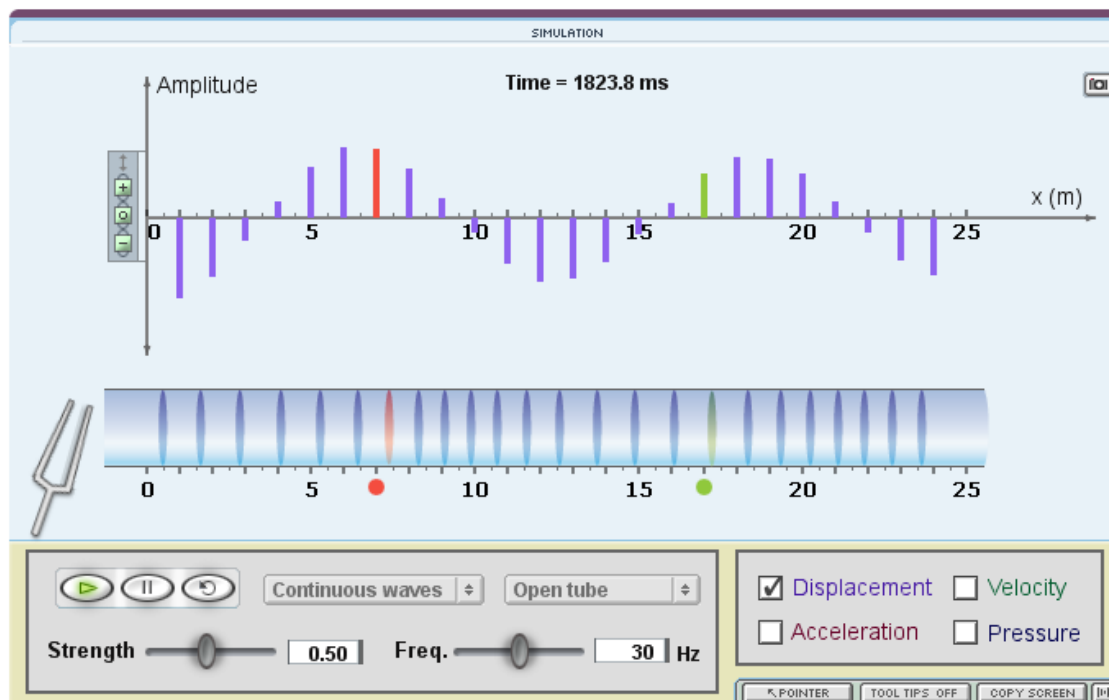 SIMULATION
Amplitude
Time = 1823.8 ms
x (m)
0 5 10 15 20 25
0 5 10 15 20 25
Continuous waves Open tube
Displacement Velocity
Strength 0.50 Freq. 30 Hz
Acceleration Pressure
POINTER TOOL TIPS OFF COPY SCREEN